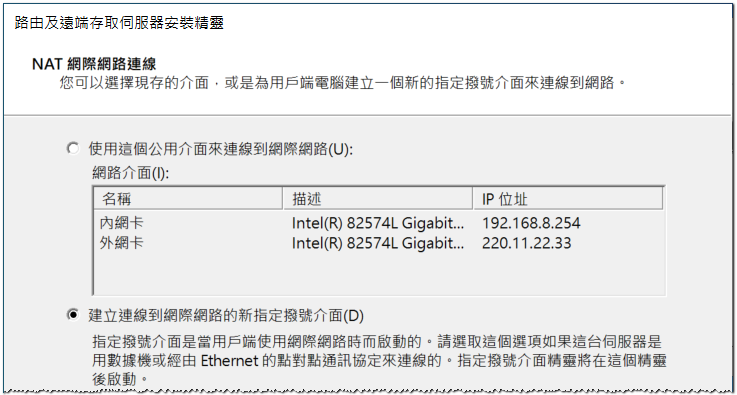 路由及遠端存取伺服器安裝精靈
NAT 網際網路連線
您可以選擇現存的介面，或是為用戶端電腦建立一個新的指定撥號介面來連線到網路。
使用這個公用介面來連線到網際網路(U):
網路介面(I):
名稱 描述 IP 位址
內網卡 Intel(R) 82574L Gigabit... 192.168.8.254
外網卡 Intel(R) 82574L Gigabit... 220.11.22.33
建立連線到網際網路的新指定撥號介面(D)
指定撥號介面是當用戶端使用網際網路時而啟動的。請選取這個選項如果這台伺服器是
用數據機或經由 Ethernet 的點對點通訊協定來連線的。指定撥號介面精靈將在這個精靈
後啟動。